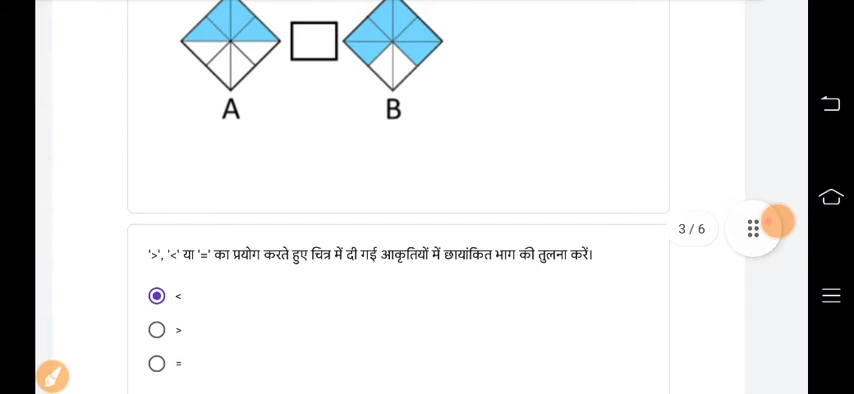 A B
3 / 6
'>', '<' या '=' का प्रयोग करते हुए चित्र में दी गई आकृतियों में छायांकित भाग की तुलना करें।
<
>
=